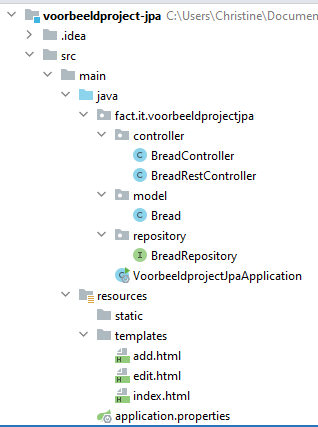 voorbeeldproject-jpa C:\Users\Christine\Documen
.idea
src
main
java
fact.it.voorbeeldprojectjpa
controller
BreadController
BreadRestController
model
Bread
repository
BreadRepository
VoorbeeldprojectJpaApplication
resources
static
templates
add.html
edit.html
index.html
application.properties